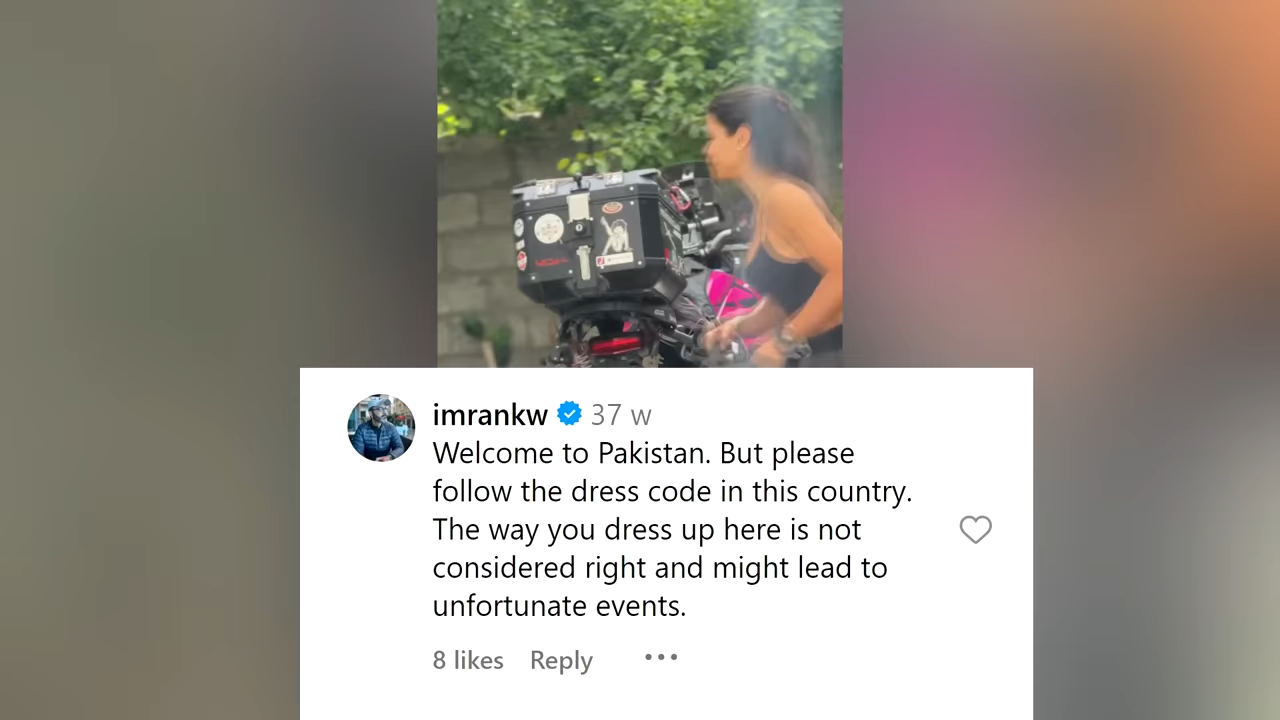 imrankw 37 w
Welcome to Pakistan. But please
follow the dress code in this country.
The way you dress up here is not
considered right and might lead to
unfortunate events.
8 likes Reply